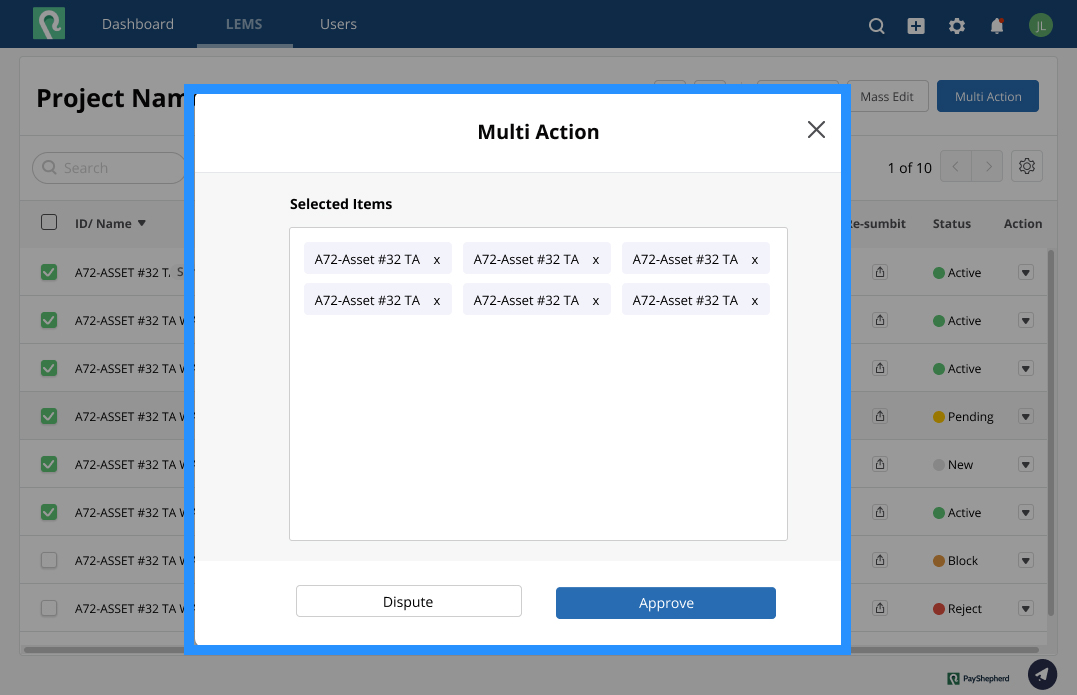 Dashboard LEMS Users JL
Project Nam
Mass Edit Multi Action
Multi Action
Search
1 of 10
Selected Items
ID/ Name Re-sumbit Status Action
A72-Asset #32 TA x A72-Asset #32 TA x A72-Asset #32 TA x
A72-ASSET #32 T. S Active
A72-Asset #32 TA x A72-Asset #32 TA x A72-Asset #32 TA x
A72-ASSET #32 TA Active
A72-ASSET #32 TA Active
A72-ASSET #32 TA Pending
A72-ASSET #32 TA New
A72-ASSET #32 TA Active
A72-ASSET #32 TA Block
Dispute Approve
A72-ASSET #32 TA Reject
PayShepherd